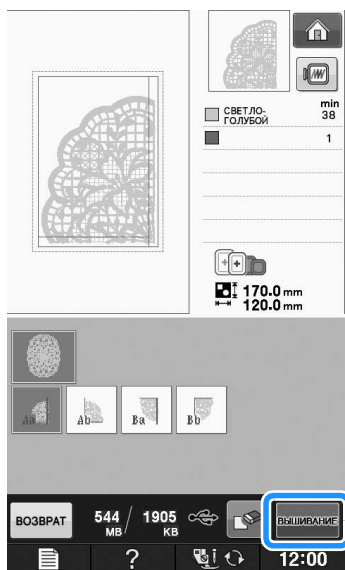 min
СВЕТЛО-
ГОЛУБОЙ
38
1
170.0 mm
120.0 mm
Aa
Ab
Ba
Bb
ВОЗВРАТ
544 / 1905
MB KB
ВЫШИВАНИЕ
?
12:00